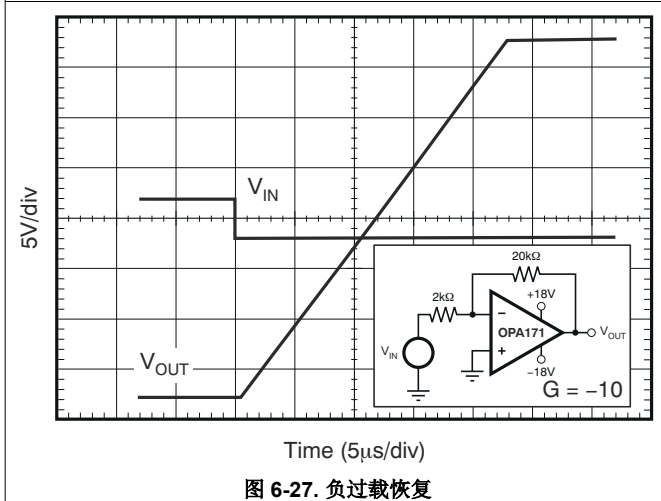 5V/div
V_IN
V_OUT
20kΩ
2kΩ
+18V
−
OPA171
+
V_OUT
V_IN
−18V
G = −10
Time (5μs/div)
图 6-27. 负过载恢复